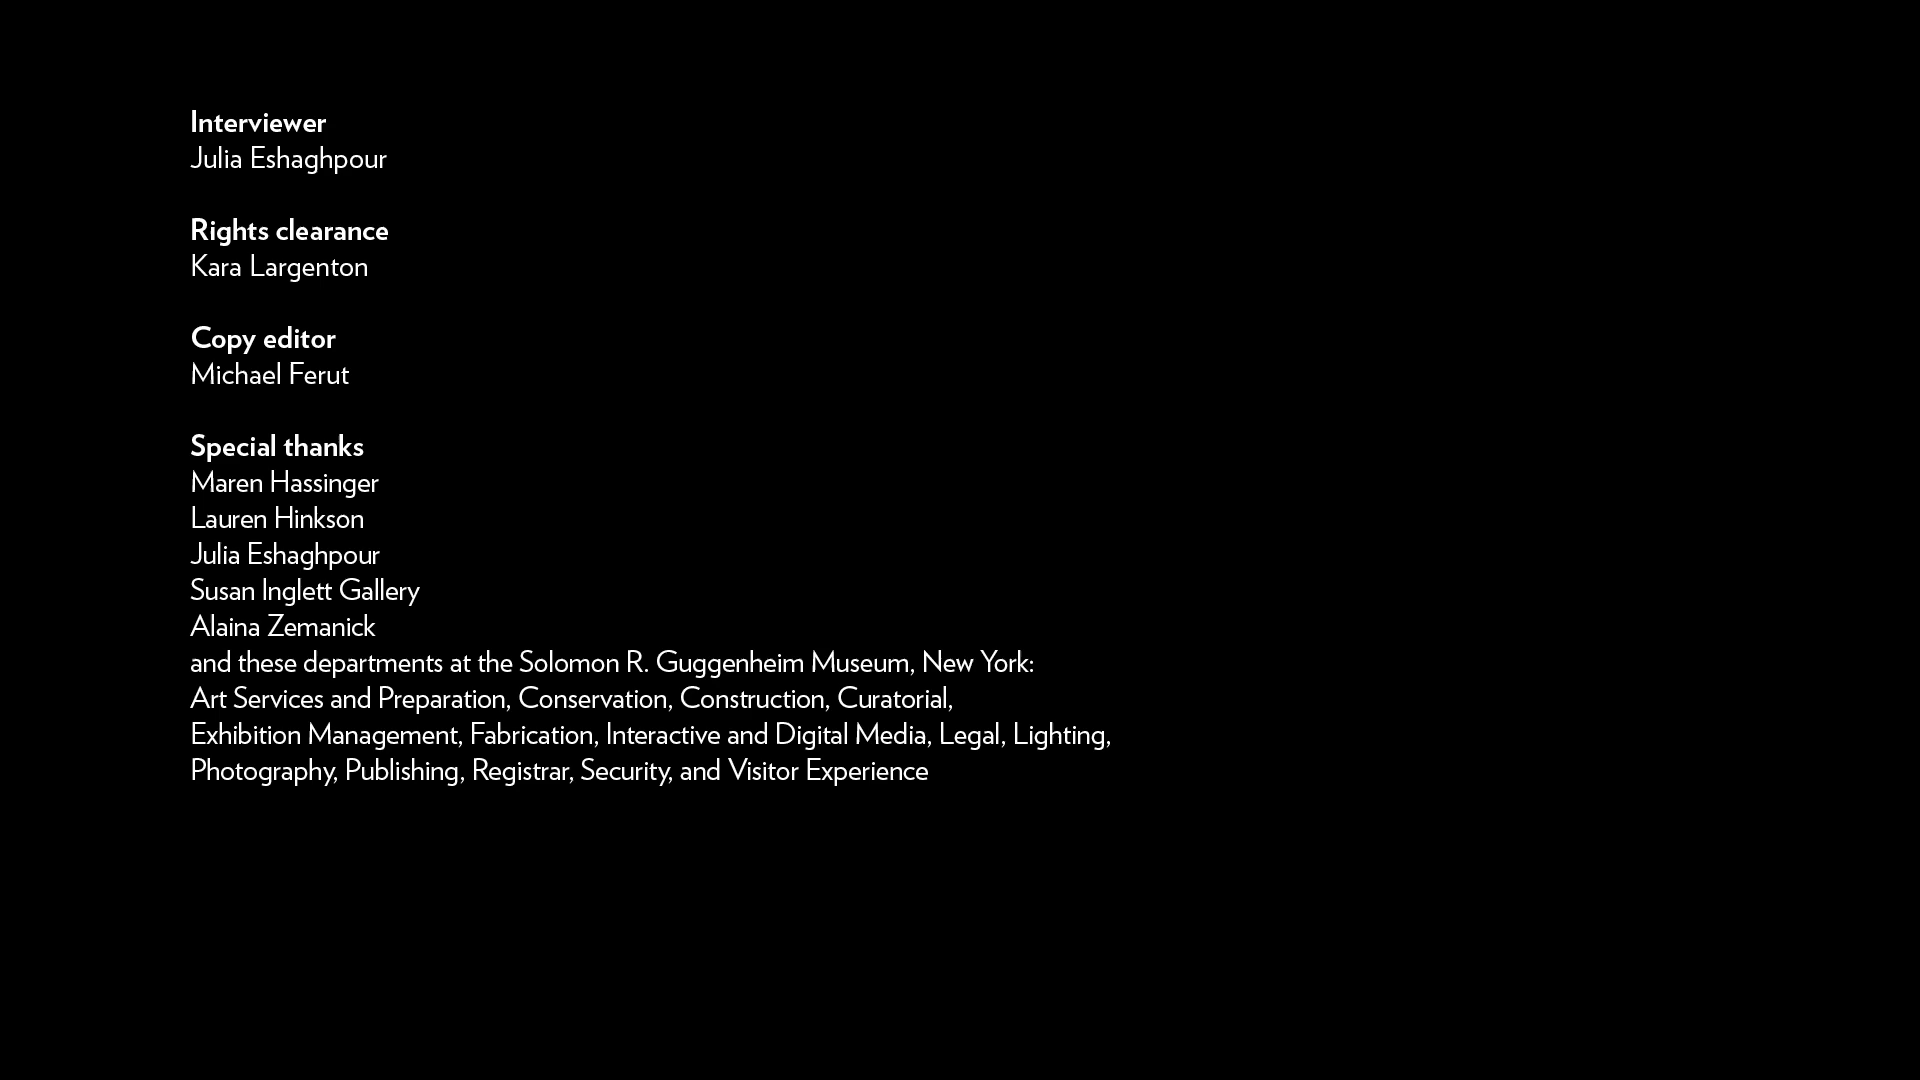 Interviewer
Julia Eshaghpour
Rights clearance
Kara Largenton
Copy editor
Michael Ferut
Special thanks
Maren Hassinger
Lauren Hinkson
Julia Eshaghpour
Susan Inglett Gallery
Alaina Zemanick
and these departments at the Solomon R. Guggenheim Museum, New York:
Art Services and Preparation, Conservation, Construction, Curatorial,
Exhibition Management, Fabrication, Interactive and Digital Media, Legal, Lighting,
Photography, Publishing, Registrar, Security, and Visitor Experience